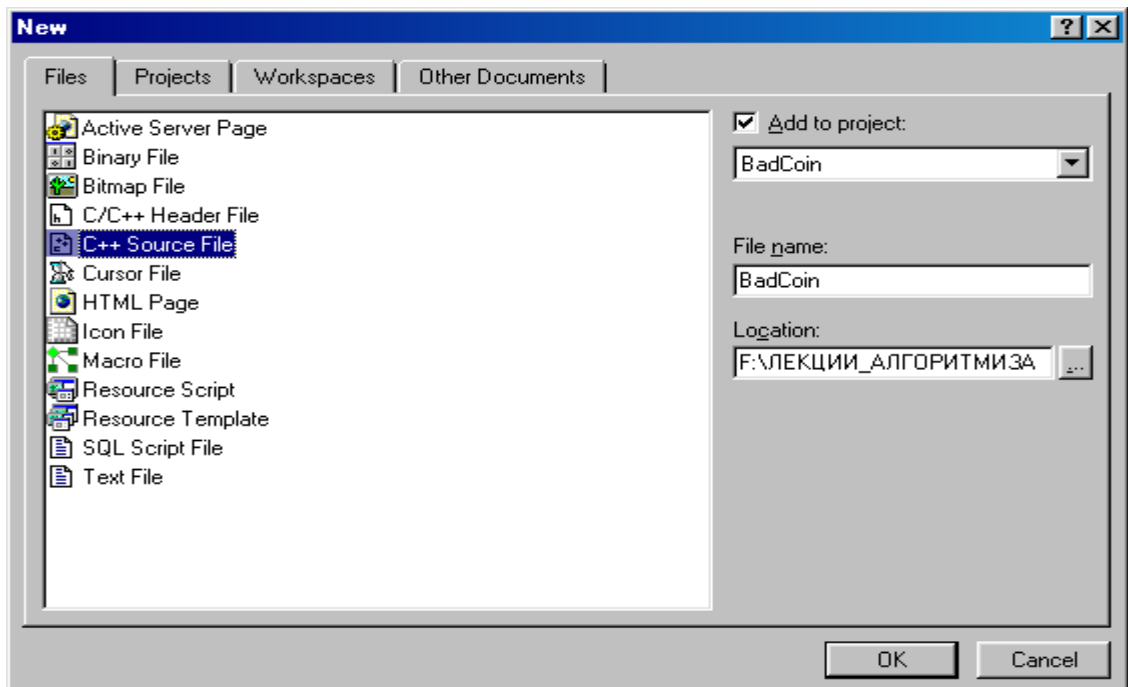 New
Files Projects Workspaces Other Documents
Active Server Page
Binary File
Bitmap File
C/C++ Header File
C++ Source File
Cursor File
HTML Page
Icon File
Macro File
Resource Script
Resource Template
SQL Script File
Text File
Add to project:
BadCoin
File name:
BadCoin
Location:
F:\ЛЕКЦИИ_АЛГОРИТМИЗА
...
OK Cancel